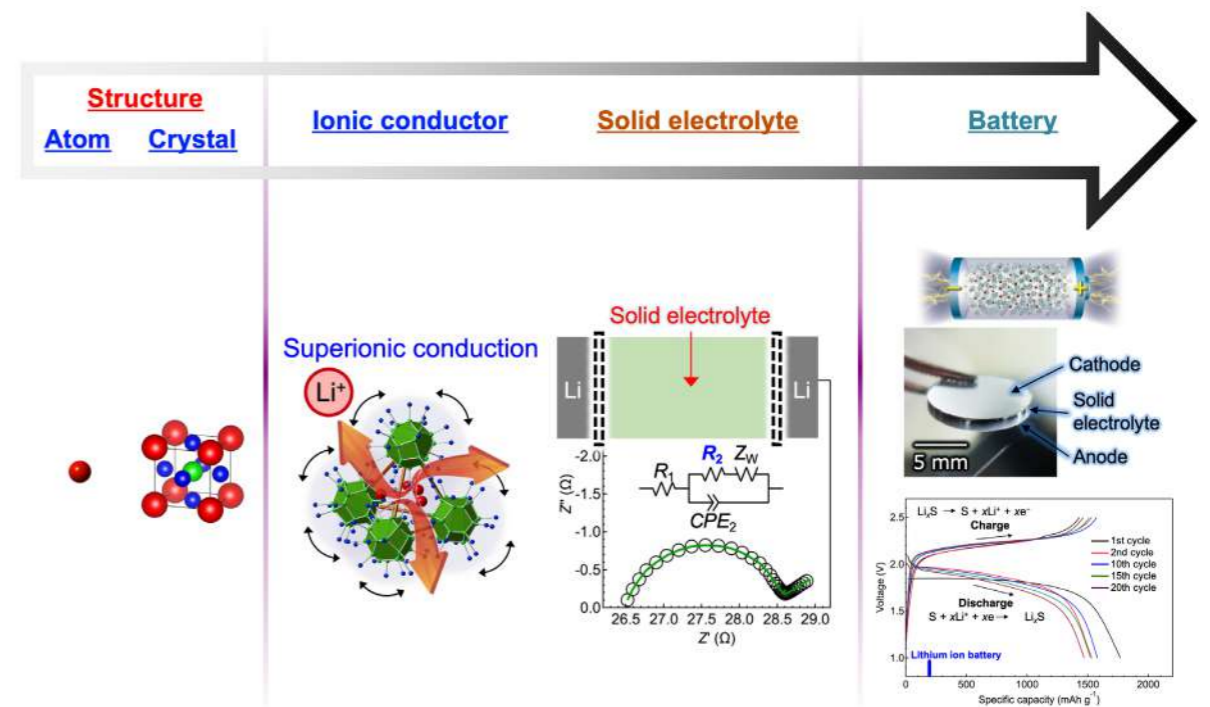 Structure
Atom Crystal
Ionic conductor
Solid electrolyte
Battery
Superionic conduction
Li⁺
Solid electrolyte
Li
Li
R₁
R₂
Z_W
CPE₂
-2.0
-1.5
-1.0
-0.5
0.0
Z'' (Ω)
26.5 27.0 27.5 28.0 28.5 29.0
Z' (Ω)
− +
Cathode
Solid
electrolyte
Anode
5 mm
LiₓS → S + xLi⁺ + xe⁻
Charge
1st cycle
2nd cycle
10th cycle
15th cycle
20th cycle
Discharge
S + xLi⁺ + xe → LiₓS
Lithium ion battery
2.5
2.0
1.5
1.0
Voltage (V)
0 500 1000 1500 2000
Specific capacity (mAh g⁻¹)